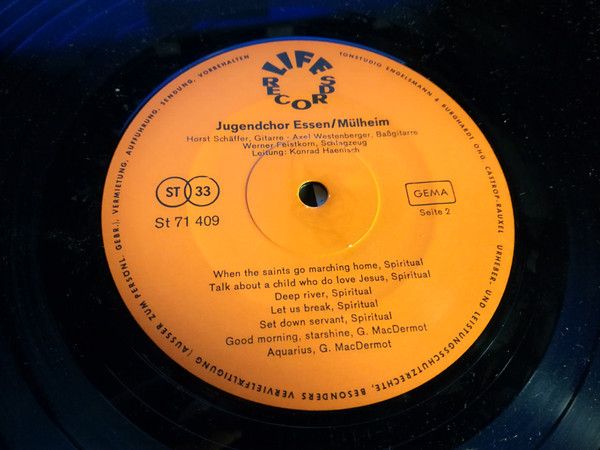 LIFE
RECORDS
Jugendchor Essen/Mülheim
Horst Schäffer, Gitarre · Axel Westenberger, Baßgitarre
Werner Feistkorn, Schlagzeug
Leitung: Konrad Haenisch
ST 33
St 71 409
GEMA
Seite 2
When the saints go marching home, Spiritual
Talk about a child who do love Jesus, Spiritual
Deep river, Spiritual
Let us break, Spiritual
Set down servant, Spiritual
Good morning, starshine, G. MacDermot
Aquarius, G. MacDermot
TONSTUDIO ENGELSMANN & BURGHARDT OHG, CASTROP-RAUXEL URHEBER- UND LEISTUNGSSCHUTZRECHTE, BESONDERS VERVIELFÄLTIGUNG (AUSSER ZUM PERSÖNL. GEBR.), VERMIETUNG, AUFFÜHRUNG, SENDUNG, VORBEHALTEN